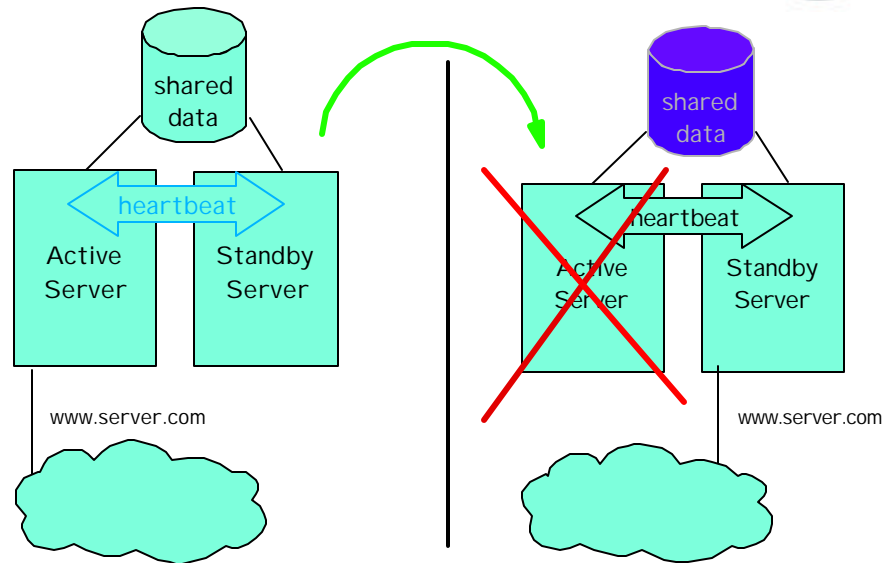 shared
data
heartbeat
Active
Server
Standby
Server
www.server.com
shared
data
heartbeat
Active
Server
Standby
Server
www.server.com